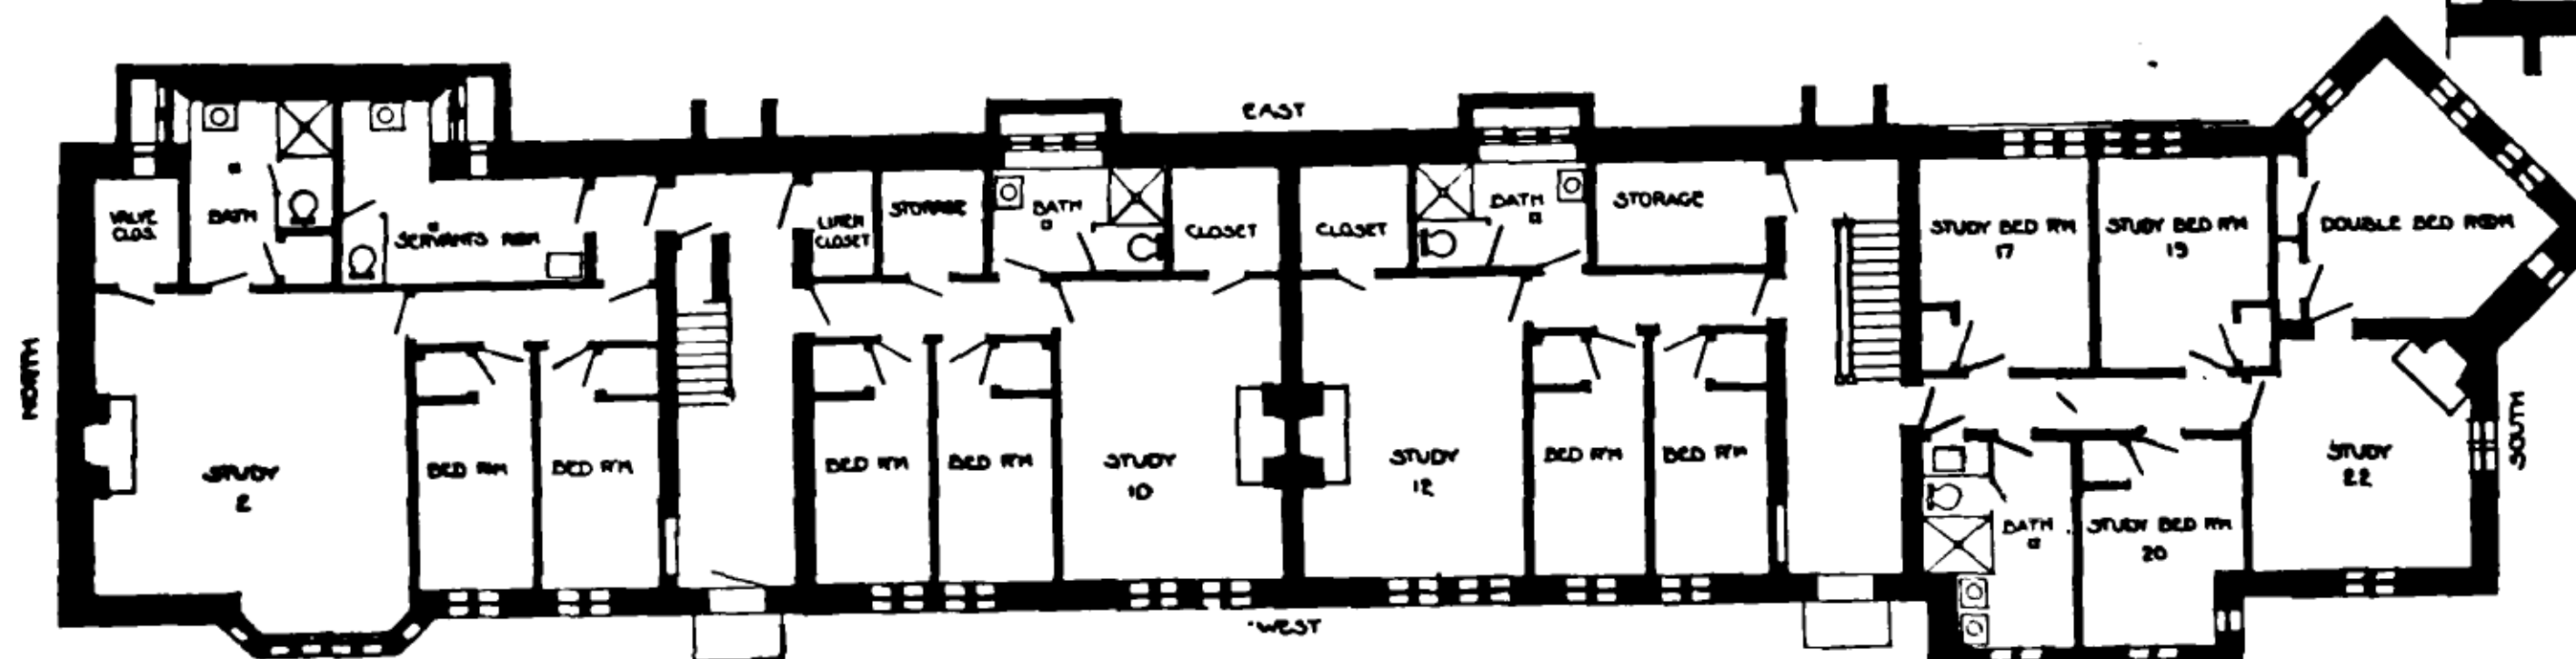 EAST
VALVE
CLOS.
BATH
SERVANTS ROOM
LINEN
CLOSET
STORAGE
BATH
CLOSET
CLOSET
BATH
STORAGE
STUDY BED RM
17
STUDY BED RM
19
DOUBLE BED ROOM
NORTH
STUDY
2
BED RM
BED RM
BED RM
BED RM
STUDY
10
STUDY
12
BED RM
BED RM
BATH
STUDY BED RM
20
STUDY
22
SOUTH
WEST